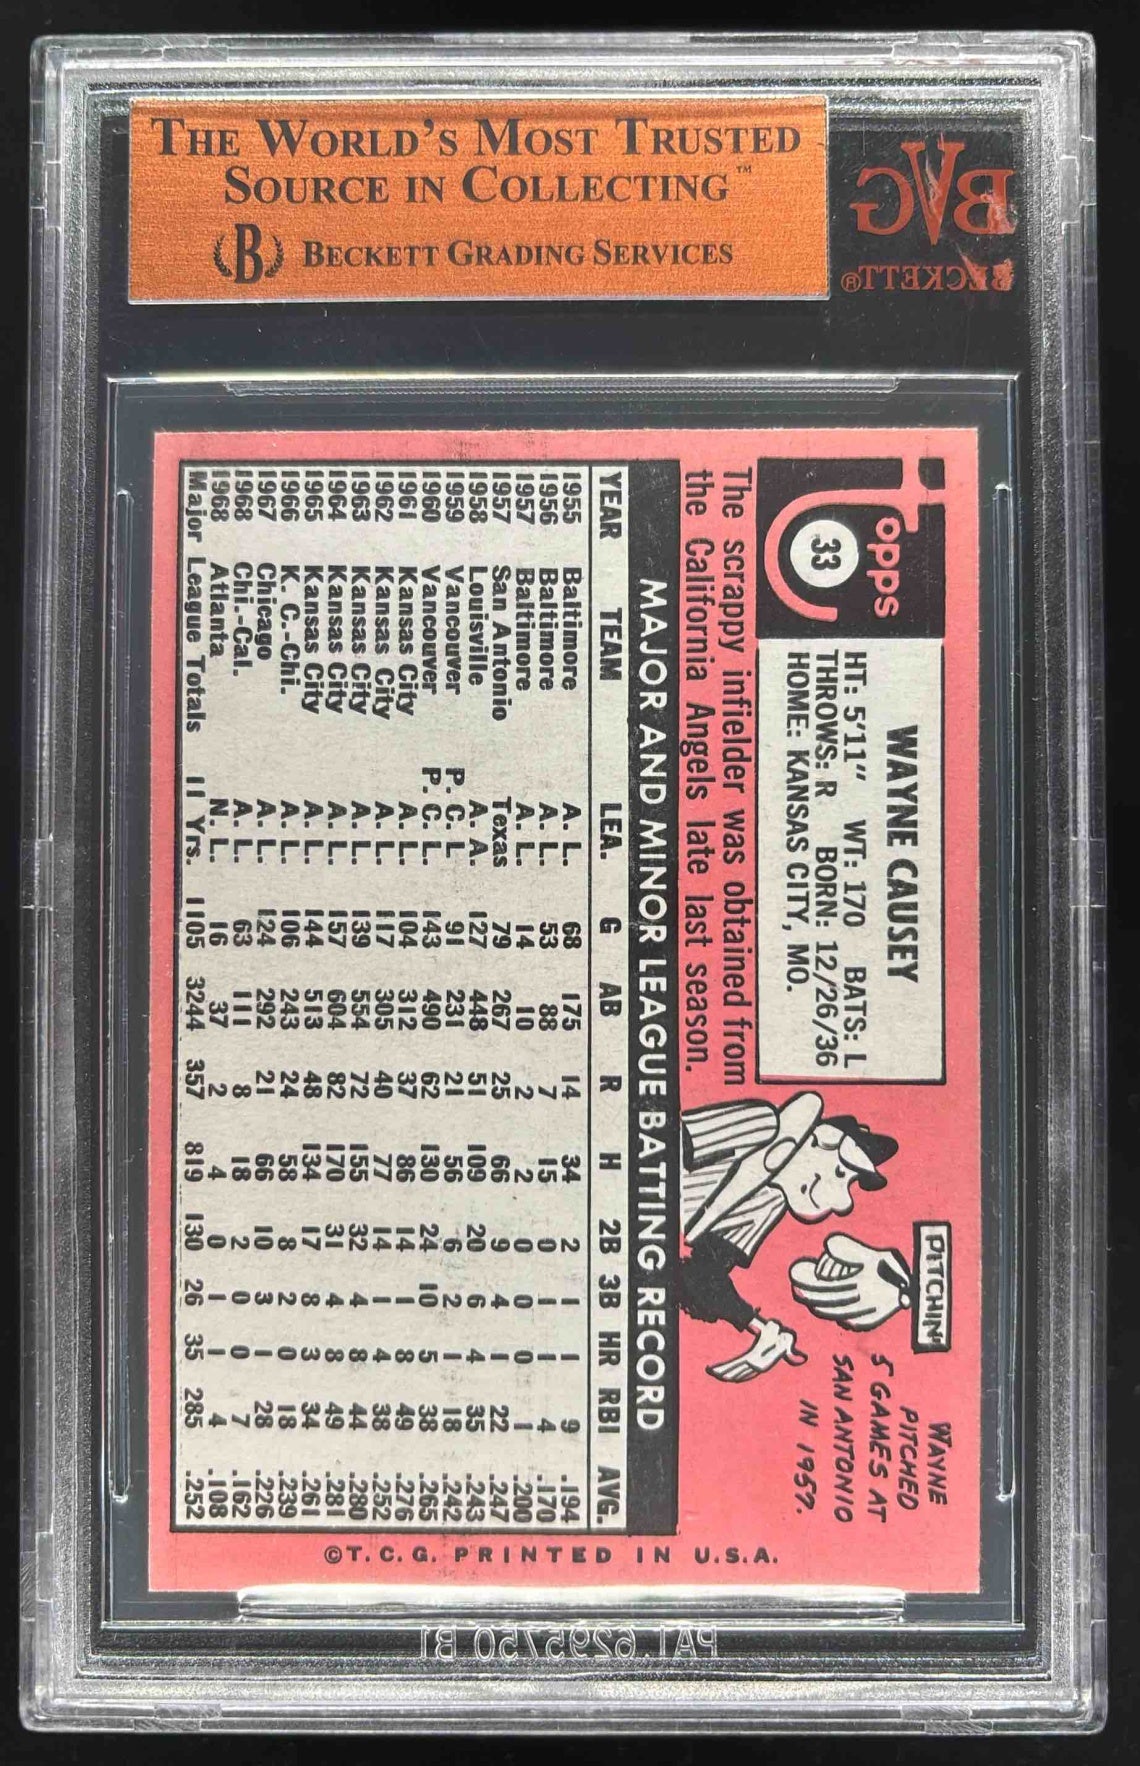 THE WORLD'S MOST TRUSTED
SOURCE IN COLLECTING™
B BECKETT GRADING SERVICES
BVG
BECKETT®
Topps
33
WAYNE CAUSEY
HT: 5'11" WT: 170 BATS: L
THROWS: R BORN: 12/26/36
HOME: KANSAS CITY, MO.
PITCHIN'
WAYNE
PITCHED
5 GAMES AT
SAN ANTONIO
IN 1957.
The scrappy infielder was obtained from
the California Angels late last season.
MAJOR AND MINOR LEAGUE BATTING RECORD
YEAR TEAM LEA. G AB R H 2B 3B HR RBI AVG.
1955 Baltimore A. L. 68 175 14 34 2 1 1 9 .194
1956 Baltimore A. L. 53 88 7 15 0 1 1 4 .170
1957 Baltimore A. L. 14 10 2 2 0 0 0 1 .200
1957 San Antonio Texas 79 267 25 66 9 4 1 22 .247
1958 Louisville A. A. 127 448 51 109 20 6 4 35 .243
1959 Vancouver P. C. L. 91 231 21 56 6 2 1 18 .242
1960 Vancouver P. C. L. 143 490 62 130 24 10 5 38 .265
1961 Kansas City A. L. 104 312 37 86 14 1 8 49 .276
1962 Kansas City A. L. 117 305 40 77 14 1 4 38 .252
1963 Kansas City A. L. 139 554 72 155 32 4 8 44 .280
1964 Kansas City A. L. 157 604 82 170 31 4 8 49 .281
1965 Kansas City A. L. 144 513 48 134 17 8 3 34 .261
1966 K. C.-Chi. A. L. 106 243 24 58 8 2 0 18 .239
1967 Chicago A. L. 124 292 21 66 10 3 1 28 .226
1968 Chi.-Cal. A. L. 63 111 8 18 2 0 0 7 .162
1968 Atlanta N. L. 16 37 2 4 0 1 1 4 .108
Major League Totals 11 Yrs. 1105 3244 357 819 130 26 35 285 .252
©T.C.G. PRINTED IN U.S.A.